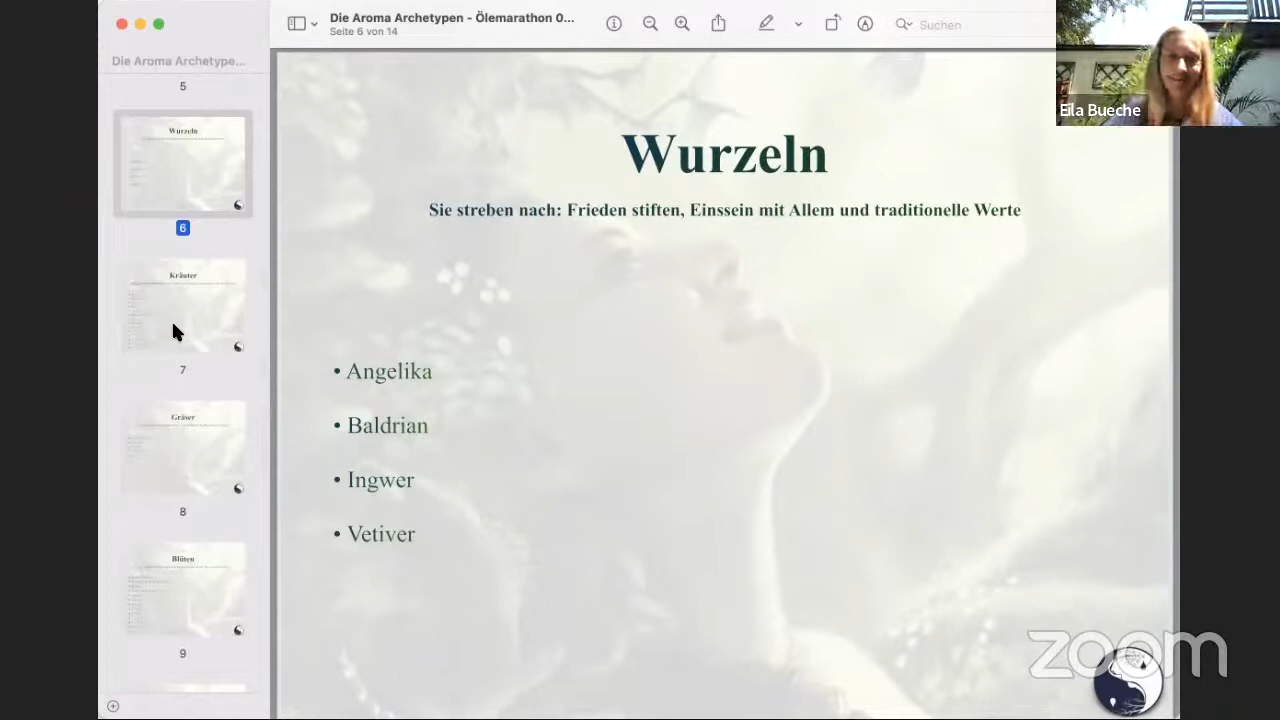 Die Aroma Archetypen - Ölemarathon 0...
Seite 6 von 14
Suchen
Eila Bueche
Die Aroma Archetype...
5
Wurzeln
6
Kräuter
7
Gräser
8
Blüten
9
Wurzeln
Sie streben nach: Frieden stiften, Einssein mit Allem und traditionelle Werte
• Angelika
• Baldrian
• Ingwer
• Vetiver
zoom